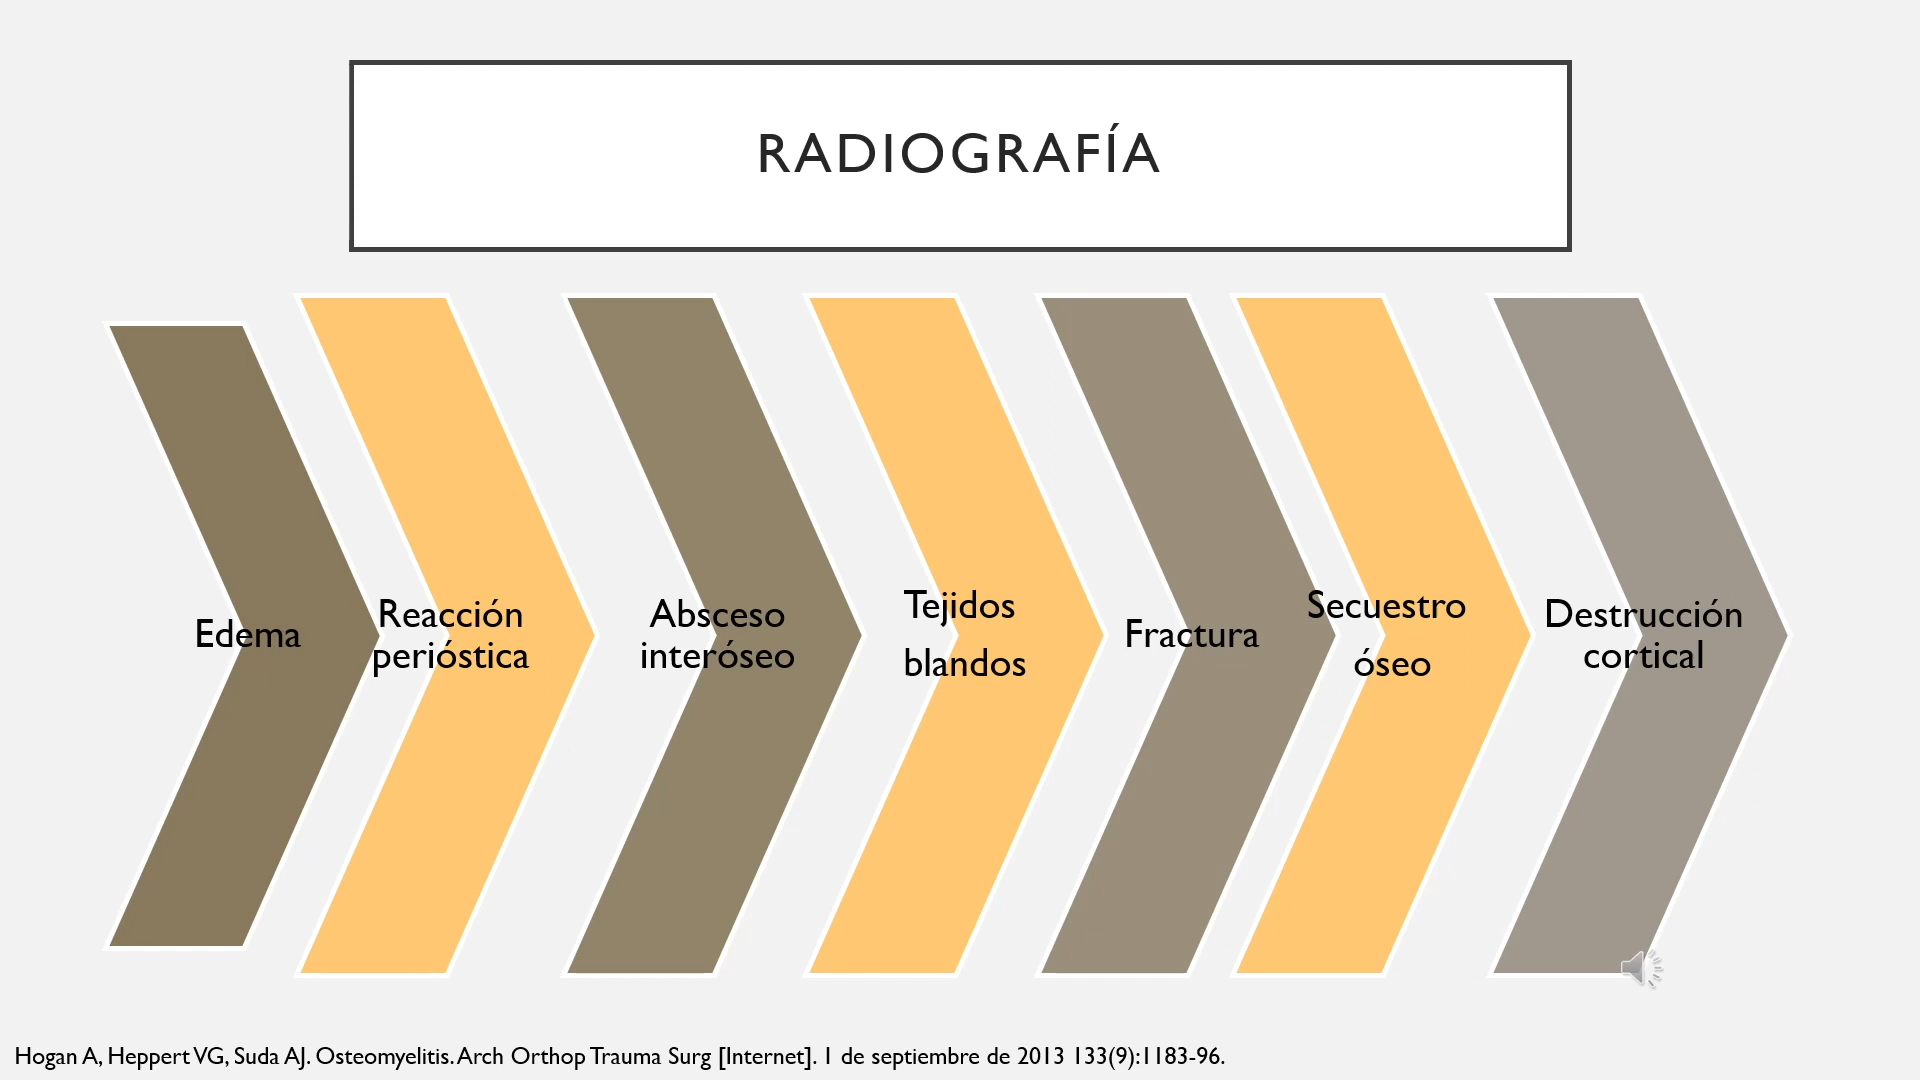 RADIOGRAFÍA
Edema
Reacción
perióstica
Absceso
interóseo
Tejidos
blandos
Fractura
Secuestro
óseo
Destrucción
cortical
Hogan A, Heppert VG, Suda AJ. Osteomyelitis. Arch Orthop Trauma Surg [Internet]. 1 de septiembre de 2013 133(9):1183-96.